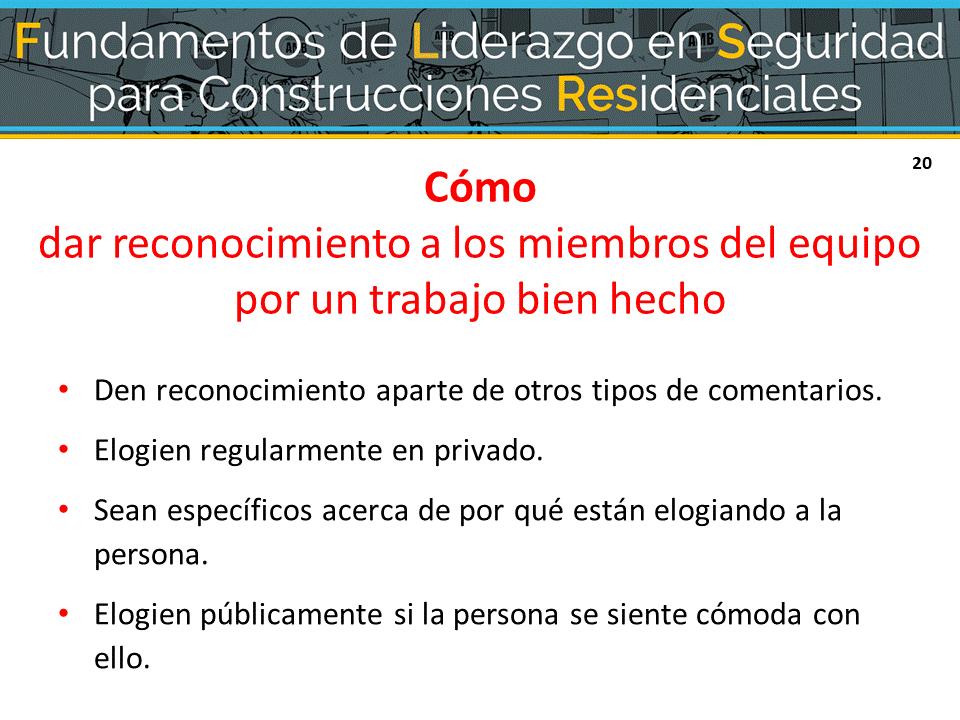 Fundamentos de Liderazgo en Seguridad
para Construcciones Residenciales
20
Cómo
dar reconocimiento a los miembros del equipo
por un trabajo bien hecho
• Den reconocimiento aparte de otros tipos de comentarios.
• Elogien regularmente en privado.
• Sean específicos acerca de por qué están elogiando a la
persona.
• Elogien públicamente si la persona se siente cómoda con
ello.